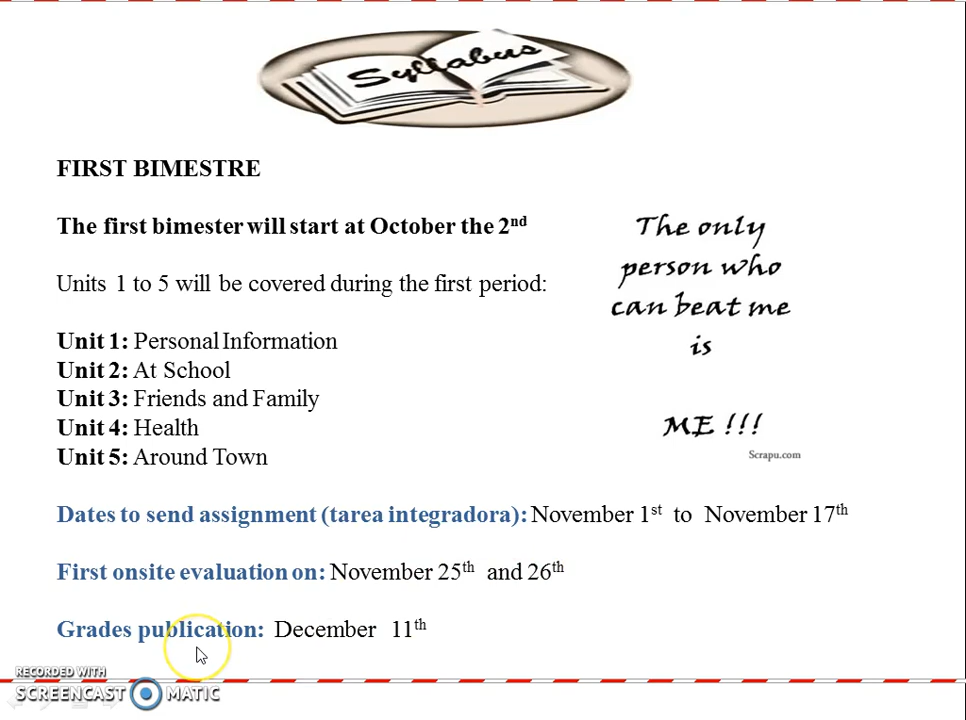 Syllabus
FIRST BIMESTRE
The first bimester will start at October the 2nd
Units 1 to 5 will be covered during the first period:
Unit 1: Personal Information
Unit 2: At School
Unit 3: Friends and Family
Unit 4: Health
Unit 5: Around Town
The only
person who
can beat me
is
ME !!!
Scrapu.com
Dates to send assignment (tarea integradora): November 1st to November 17th
First onsite evaluation on: November 25th and 26th
Grades publication: December 11th
RECORDED WITH
SCREENCAST MATIC